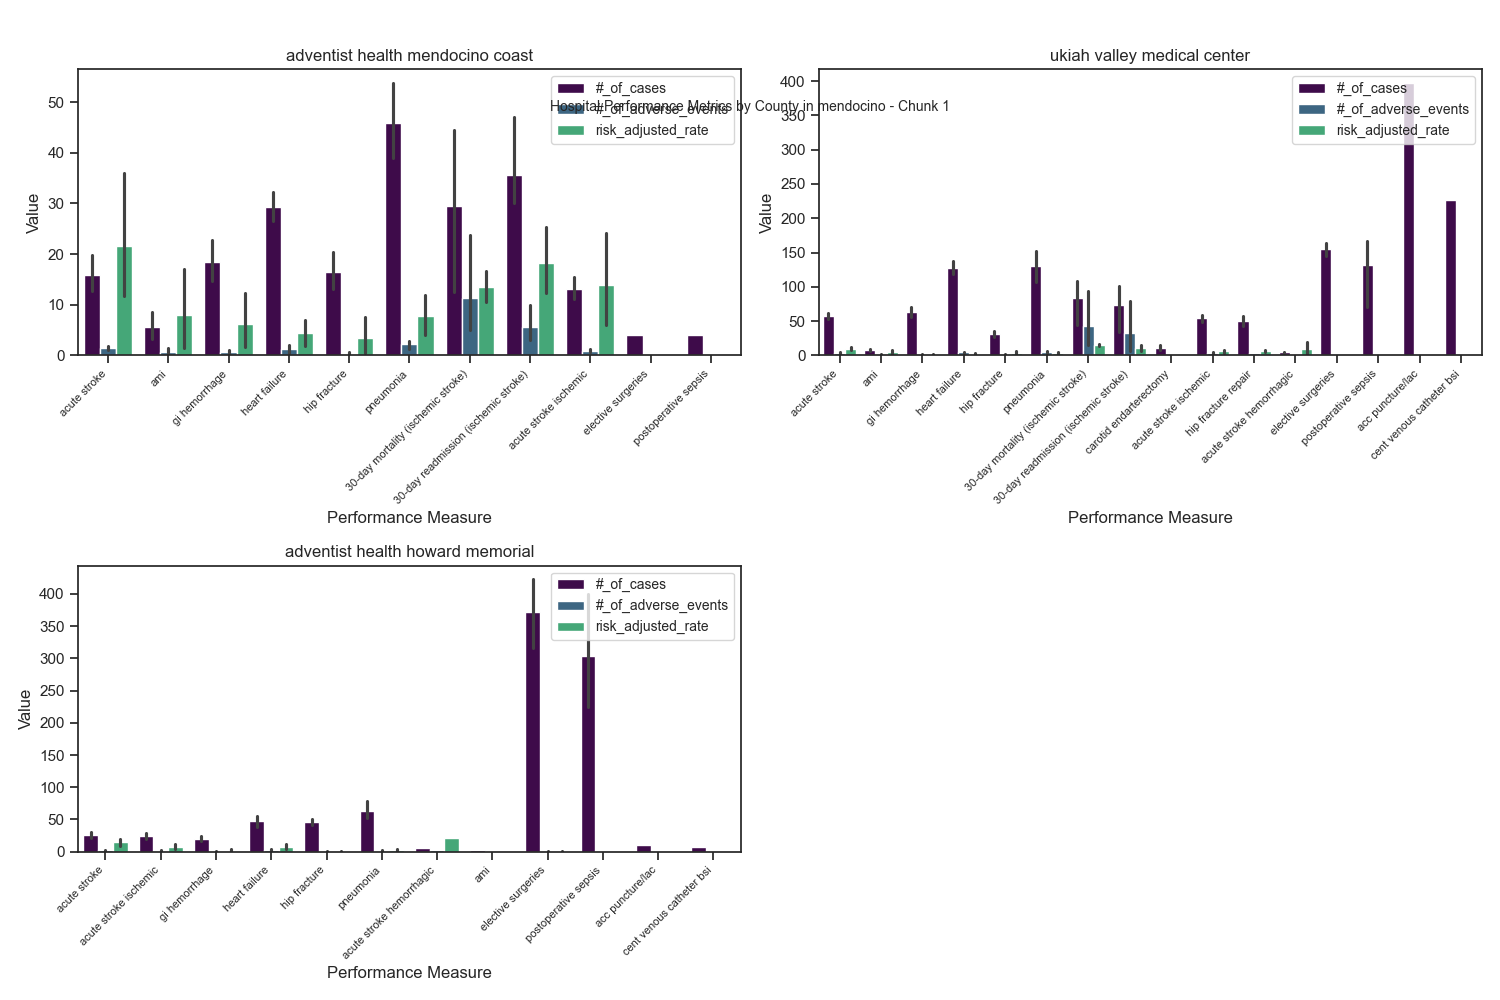 adventist health mendocino coast
ukiah valley medical center
Hospital Performance Metrics by County in mendocino - Chunk 1
#_of_cases
#_of_adverse_events
risk_adjusted_rate
50
40
30
20
10
0
Value
acute stroke
ami
gi hemorrhage
heart failure
hip fracture
pneumonia
30-day mortality (ischemic stroke)
30-day readmission (ischemic stroke)
acute stroke ischemic
elective surgeries
postoperative sepsis
Performance Measure
#_of_cases
#_of_adverse_events
risk_adjusted_rate
400
350
300
250
200
150
100
50
0
Value
acute stroke
ami
gi hemorrhage
heart failure
hip fracture
pneumonia
30-day mortality (ischemic stroke)
30-day readmission (ischemic stroke)
carotid endarterectomy
acute stroke ischemic
hip fracture repair
acute stroke hemorrhagic
elective surgeries
postoperative sepsis
acc puncture/lac
cent venous catheter bsi
Performance Measure
adventist health howard memorial
#_of_cases
#_of_adverse_events
risk_adjusted_rate
400
350
300
250
200
150
100
50
0
Value
acute stroke
acute stroke ischemic
gi hemorrhage
heart failure
hip fracture
pneumonia
acute stroke hemorrhagic
ami
elective surgeries
postoperative sepsis
acc puncture/lac
cent venous catheter bsi
Performance Measure